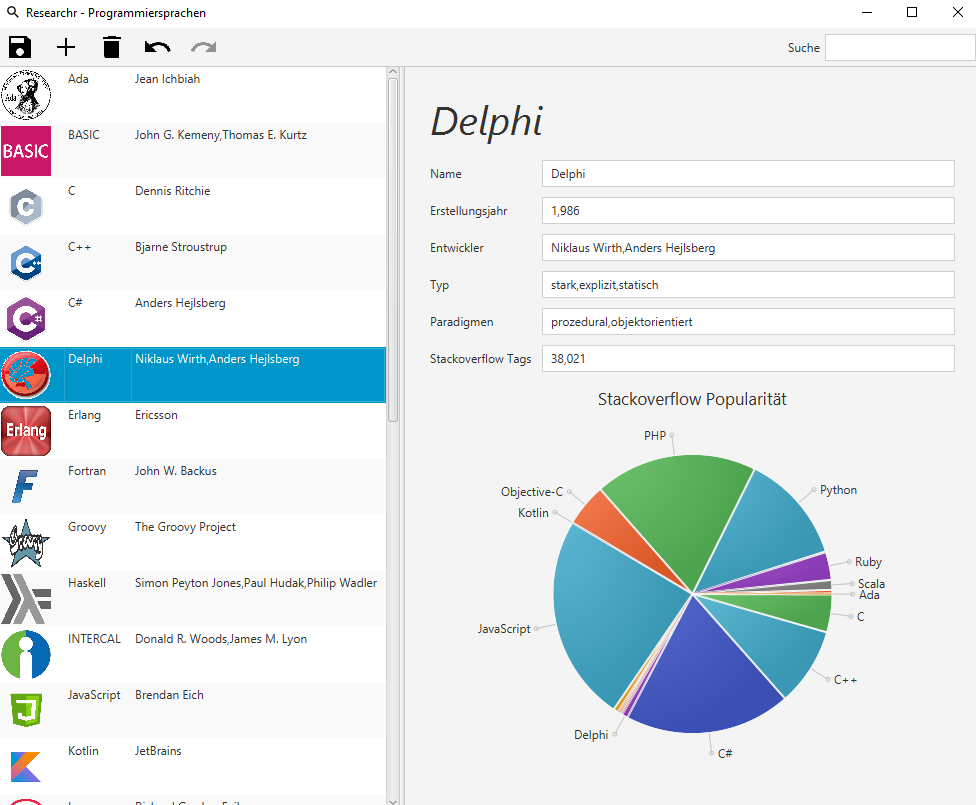 Researchr - Programmiersprachen
Suche
Ada Jean Ichbiah
Ada
BASIC BASIC John G. Kemeny,Thomas E. Kurtz
C C Dennis Ritchie
C++ C++ Bjarne Stroustrup
C# C# Anders Hejlsberg
Delphi Niklaus Wirth,Anders Hejlsberg
Erlang Erlang Ericsson
F Fortran John W. Backus
Groovy Groovy The Groovy Project
Haskell Simon Peyton Jones,Paul Hudak,Philip Wadler
INTERCAL Donald R. Woods,James M. Lyon
J JavaScript Brendan Eich
Kotlin JetBrains
Delphi
Name Delphi
Erstellungsjahr 1,986
Entwickler Niklaus Wirth,Anders Hejlsberg
Typ stark,explizit,statisch
Paradigmen prozedural,objektorientiert
Stackoverflow Tags 38,021
Stackoverflow Popularität
PHP
Python
Objective-C
Kotlin
Ruby
Scala
Ada
C
JavaScript
C++
Delphi
C#